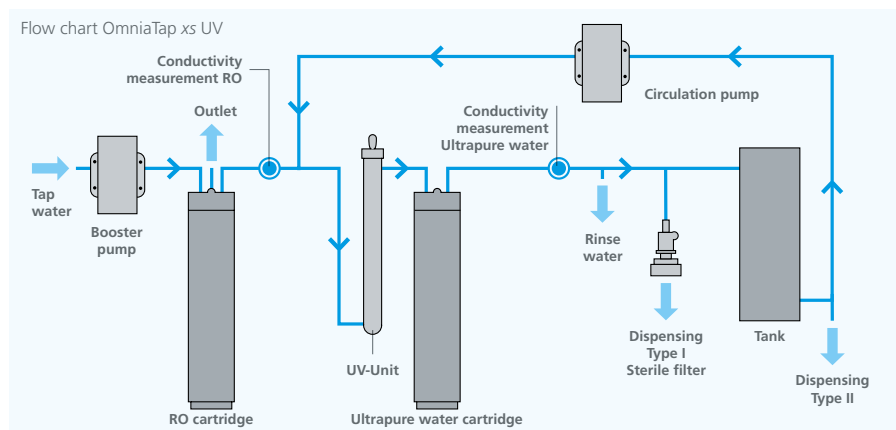 Flow chart OmniaTap xs UV
Conductivity
measurement RO
Outlet
Circulation pump
Conductivity
measurement
Ultrapure water
Tap
water
Booster
pump
Rinse
water
UV-Unit
Dispensing
Type I
Sterile filter
Tank
Dispensing
Type II
RO cartridge
Ultrapure water cartridge